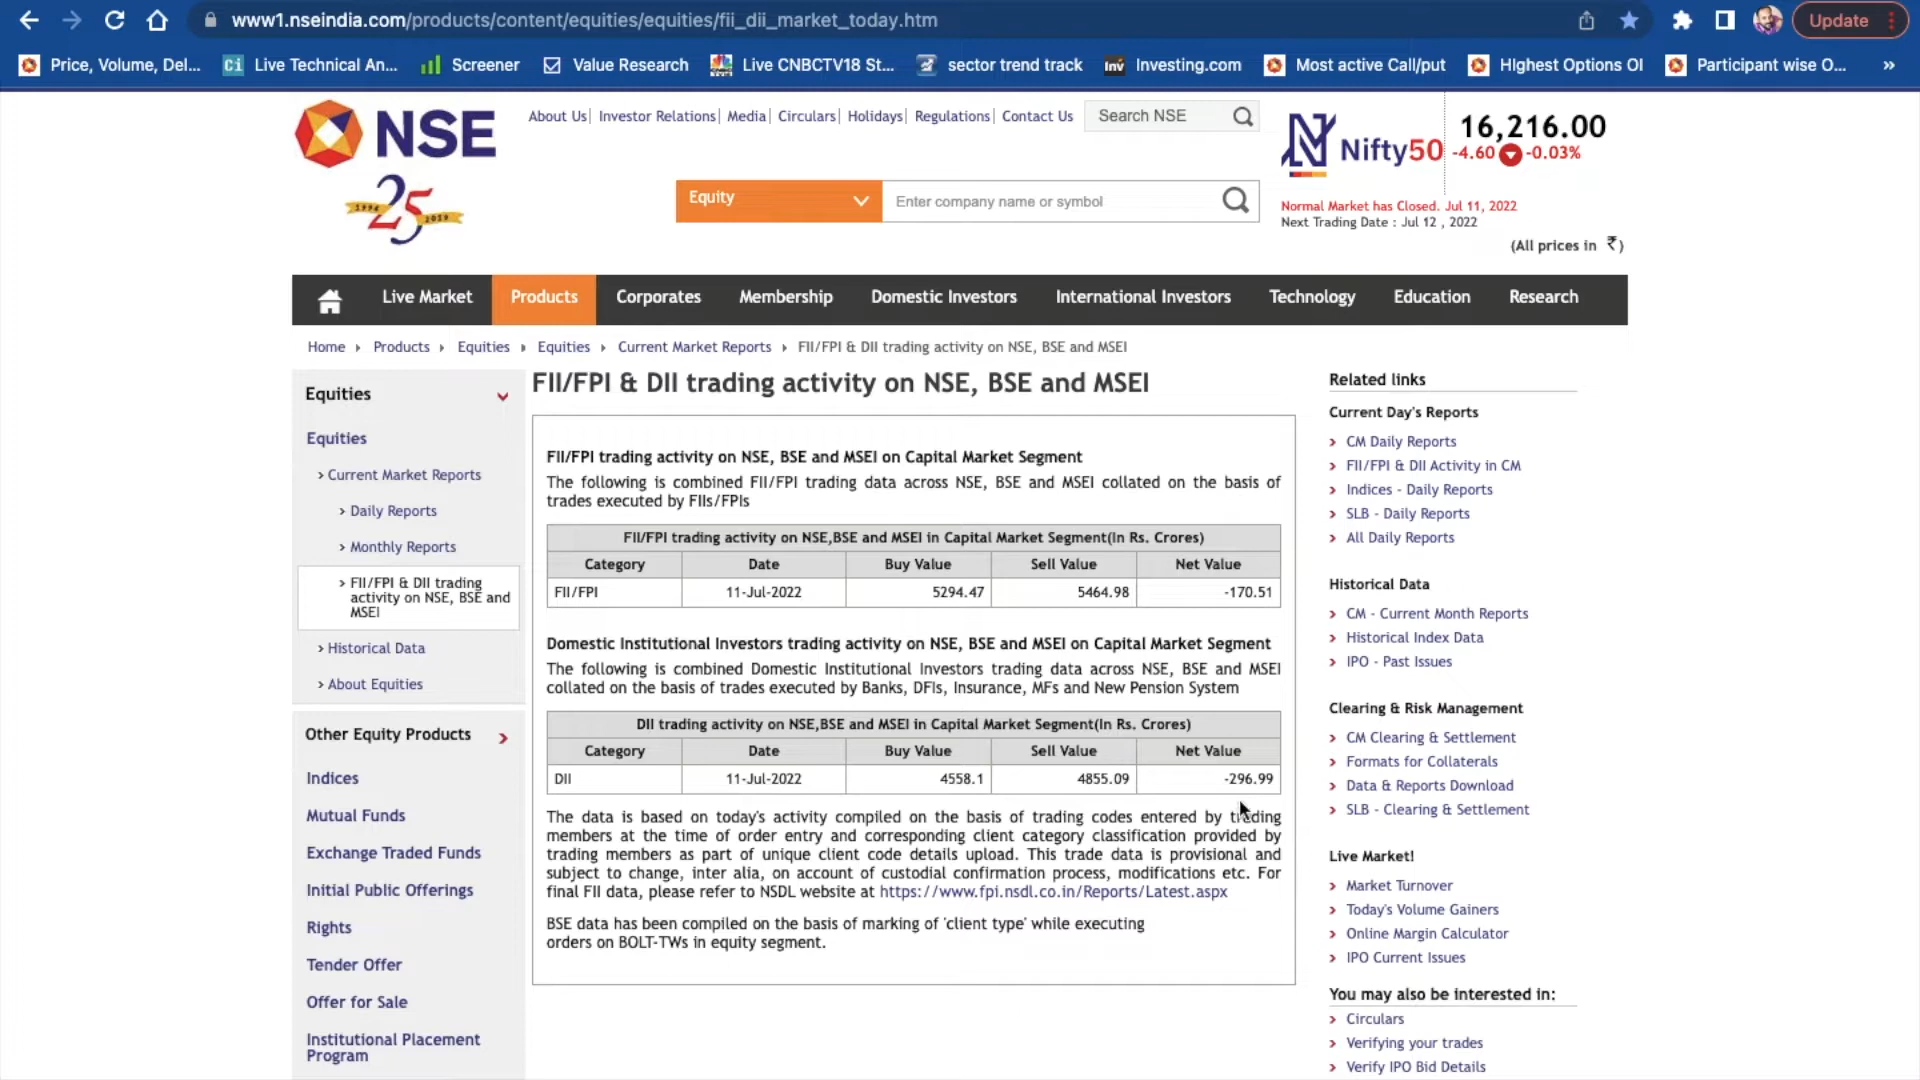 www1.nseindia.com/products/content/equities/equities/fii_dii_market_today.htm
Update
Price, Volume, Del...
Ci Live Technical An...
Screener
Value Research
Live CNBCTV18 St...
sector trend track
Inv Investing.com
Most active Call/put
HIghest Options OI
Participant wise O...
»
NSE
1994 25 2019
About Us| Investor Relations| Media| Circulars| Holidays| Regulations| Contact Us
Search NSE
Equity
Enter company name or symbol
Nifty50
16,216.00
-4.60 -0.03%
Normal Market has Closed. Jul 11, 2022
Next Trading Date : Jul 12 , 2022
(All prices in ₹)
Live Market Products Corporates Membership Domestic Investors International Investors Technology Education Research
Home Products Equities Equities Current Market Reports FII/FPI & DII trading activity on NSE, BSE and MSEI
Equities
Equities
Current Market Reports
Daily Reports
Monthly Reports
FII/FPI & DII trading
activity on NSE, BSE and
MSEI
Historical Data
About Equities
Other Equity Products
Indices
Mutual Funds
Exchange Traded Funds
Initial Public Offerings
Rights
Tender Offer
Offer for Sale
Institutional Placement
Program
FII/FPI & DII trading activity on NSE, BSE and MSEI
FII/FPI trading activity on NSE, BSE and MSEI on Capital Market Segment
The following is combined FII/FPI trading data across NSE, BSE and MSEI collated on the basis of
trades executed by FIIs/FPIs
FII/FPI trading activity on NSE,BSE and MSEI in Capital Market Segment(In Rs. Crores)
Category Date Buy Value Sell Value Net Value
FII/FPI 11-Jul-2022 5294.47 5464.98 -170.51
Domestic Institutional Investors trading activity on NSE, BSE and MSEI on Capital Market Segment
The following is combined Domestic Institutional Investors trading data across NSE, BSE and MSEI
collated on the basis of trades executed by Banks, DFIs, Insurance, MFs and New Pension System
DII trading activity on NSE,BSE and MSEI in Capital Market Segment(In Rs. Crores)
Category Date Buy Value Sell Value Net Value
DII 11-Jul-2022 4558.1 4855.09 -296.99
The data is based on today's activity compiled on the basis of trading codes entered by trading
members at the time of order entry and corresponding client category classification provided by
trading members as part of unique client code details upload. This trade data is provisional and
subject to change, inter alia, on account of custodial confirmation process, modifications etc. For
final FII data, please refer to NSDL website at https://www.fpi.nsdl.co.in/Reports/Latest.aspx
BSE data has been compiled on the basis of marking of 'client type' while executing
orders on BOLT-TWs in equity segment.
Related links
Current Day's Reports
CM Daily Reports
FII/FPI & DII Activity in CM
Indices - Daily Reports
SLB - Daily Reports
All Daily Reports
Historical Data
CM - Current Month Reports
Historical Index Data
IPO - Past Issues
Clearing & Risk Management
CM Clearing & Settlement
Formats for Collaterals
Data & Reports Download
SLB - Clearing & Settlement
Live Market!
Market Turnover
Today's Volume Gainers
Online Margin Calculator
IPO Current Issues
You may also be interested in:
Circulars
Verifying your trades
Verify IPO Bid Details